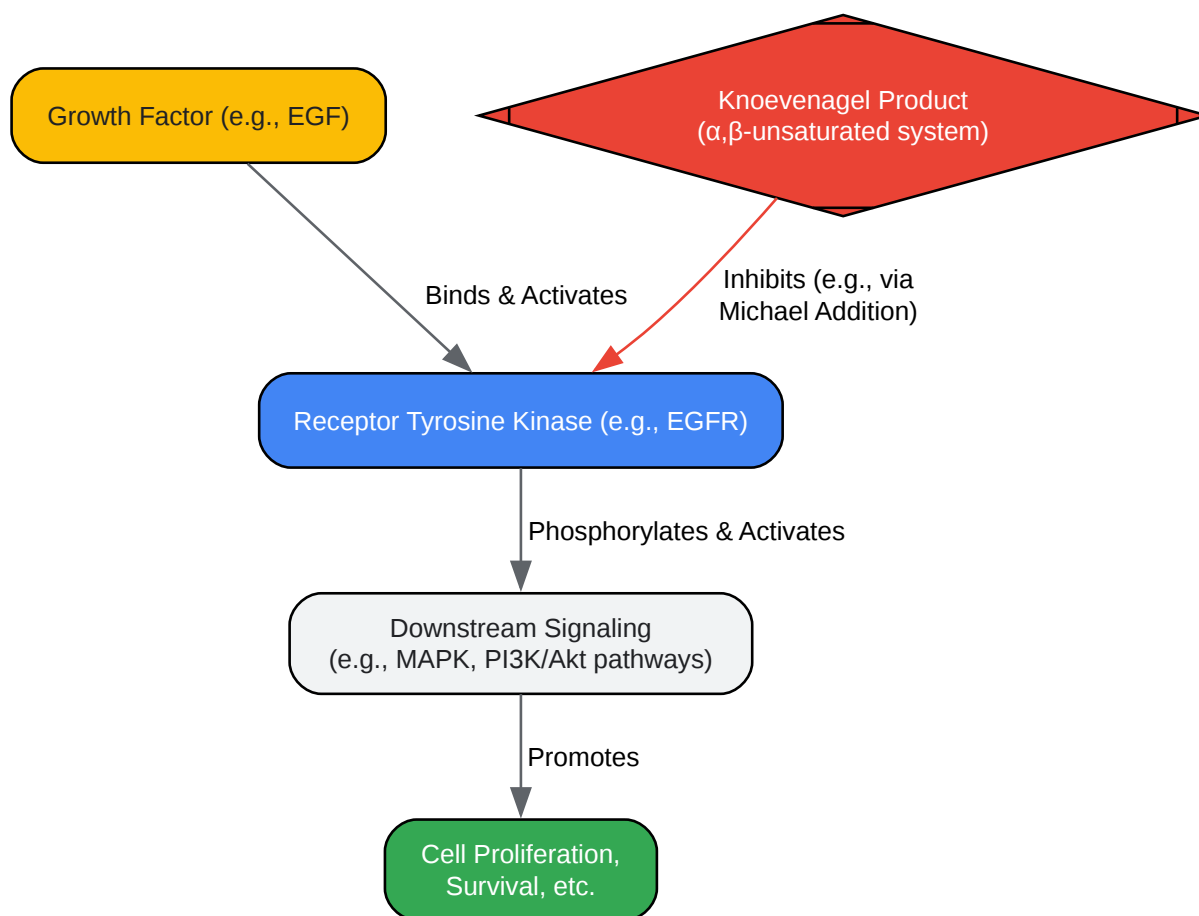 Growth Factor (e.g., EGF)
Knoevenagel Product
(α,β-unsaturated system)
Binds & Activates
Inhibits (e.g., via
Michael Addition)
Receptor Tyrosine Kinase (e.g., EGFR)
Phosphorylates & Activates
Downstream Signaling
(e.g., MAPK, PI3K/Akt pathways)
Promotes
Cell Proliferation,
Survival, etc.